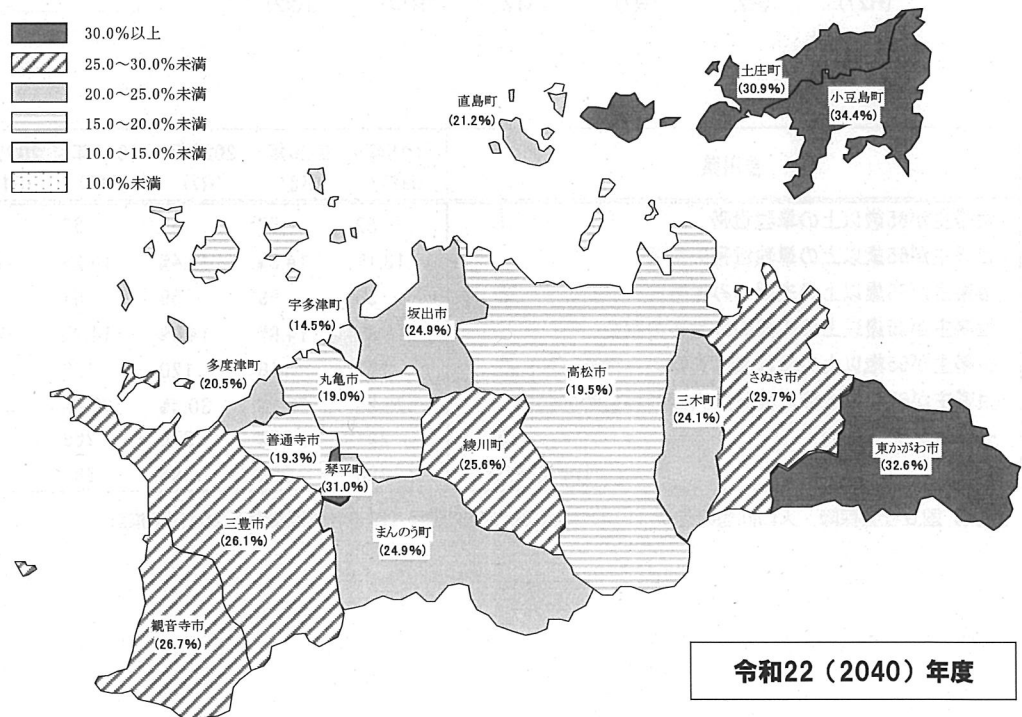 30.0%以上
25.0～30.0%未満
20.0～25.0%未満
15.0～20.0%未満
10.0～15.0%未満
10.0%未満
土庄町
(30.9%)
小豆島町
(34.4%)
直島町
(21.2%)
宇多津町
(14.5%)
坂出市
(24.9%)
多度津町
(20.5%)
丸亀市
(19.0%)
高松市
(19.5%)
三木町
(24.1%)
さぬき市
(29.7%)
東かがわ市
(32.6%)
善通寺市
(19.3%)
琴平町
(31.0%)
綾川町
(25.6%)
まんのう町
(24.9%)
三豊市
(26.1%)
観音寺市
(26.7%)
令和22（2040）年度